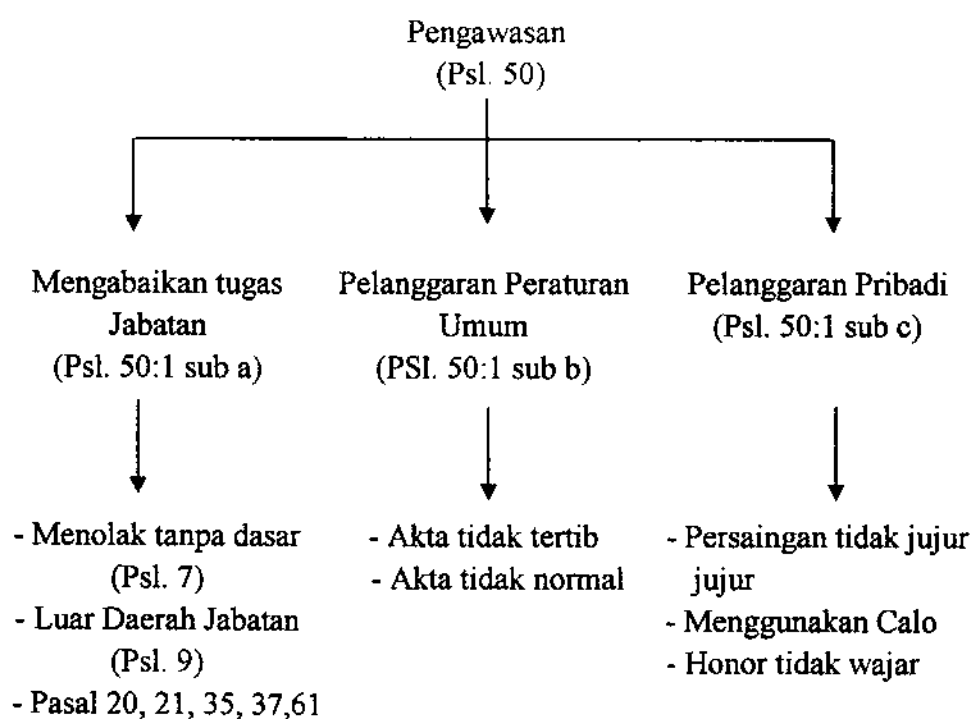 Pengawasan
(Psl. 50)
Mengabaikan tugas
Jabatan
(Psl. 50:1 sub a)
Pelanggaran Peraturan
Umum
(PSI. 50:1 sub b)
Pelanggaran Pribadi
(Psl. 50:1 sub c)
- Menolak tanpa dasar
(Psl. 7)
- Luar Daerah Jabatan
(Psl. 9)
- Pasal 20, 21, 35, 37,61
- Akta tidak tertib
- Akta tidak normal
- Persaingan tidak jujur
jujur
- Menggunakan Calo
- Honor tidak wajar